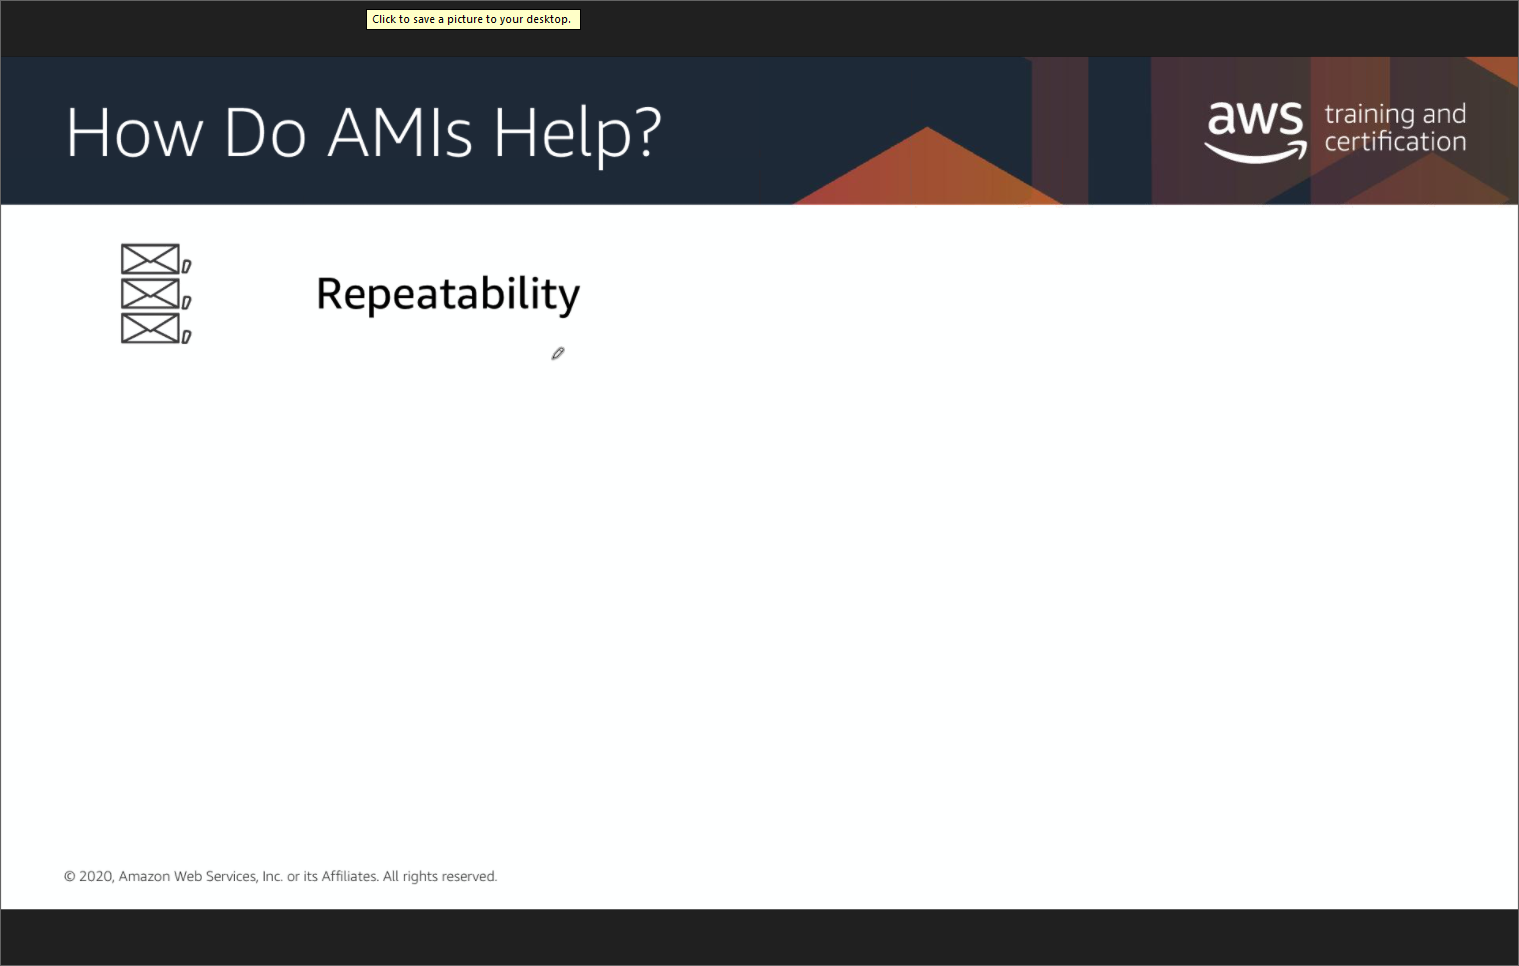 Click to save a picture to your desktop.
How Do AMIs Help?
aws training and
certification
Repeatability
© 2020, Amazon Web Services, Inc. or its Affiliates. All rights reserved.